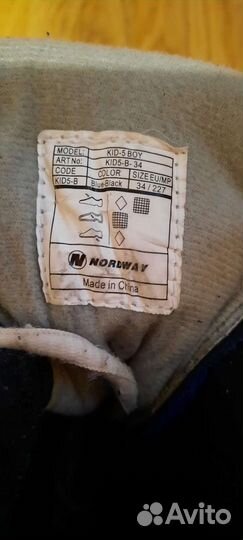 MODEL: KID-5 BOY
ART No: KID5-B- 34
CODE COLOR SIZE EU/MP
KID5-B Blue-Black 34 / 227
N NORDWAY
Made in China
Avito